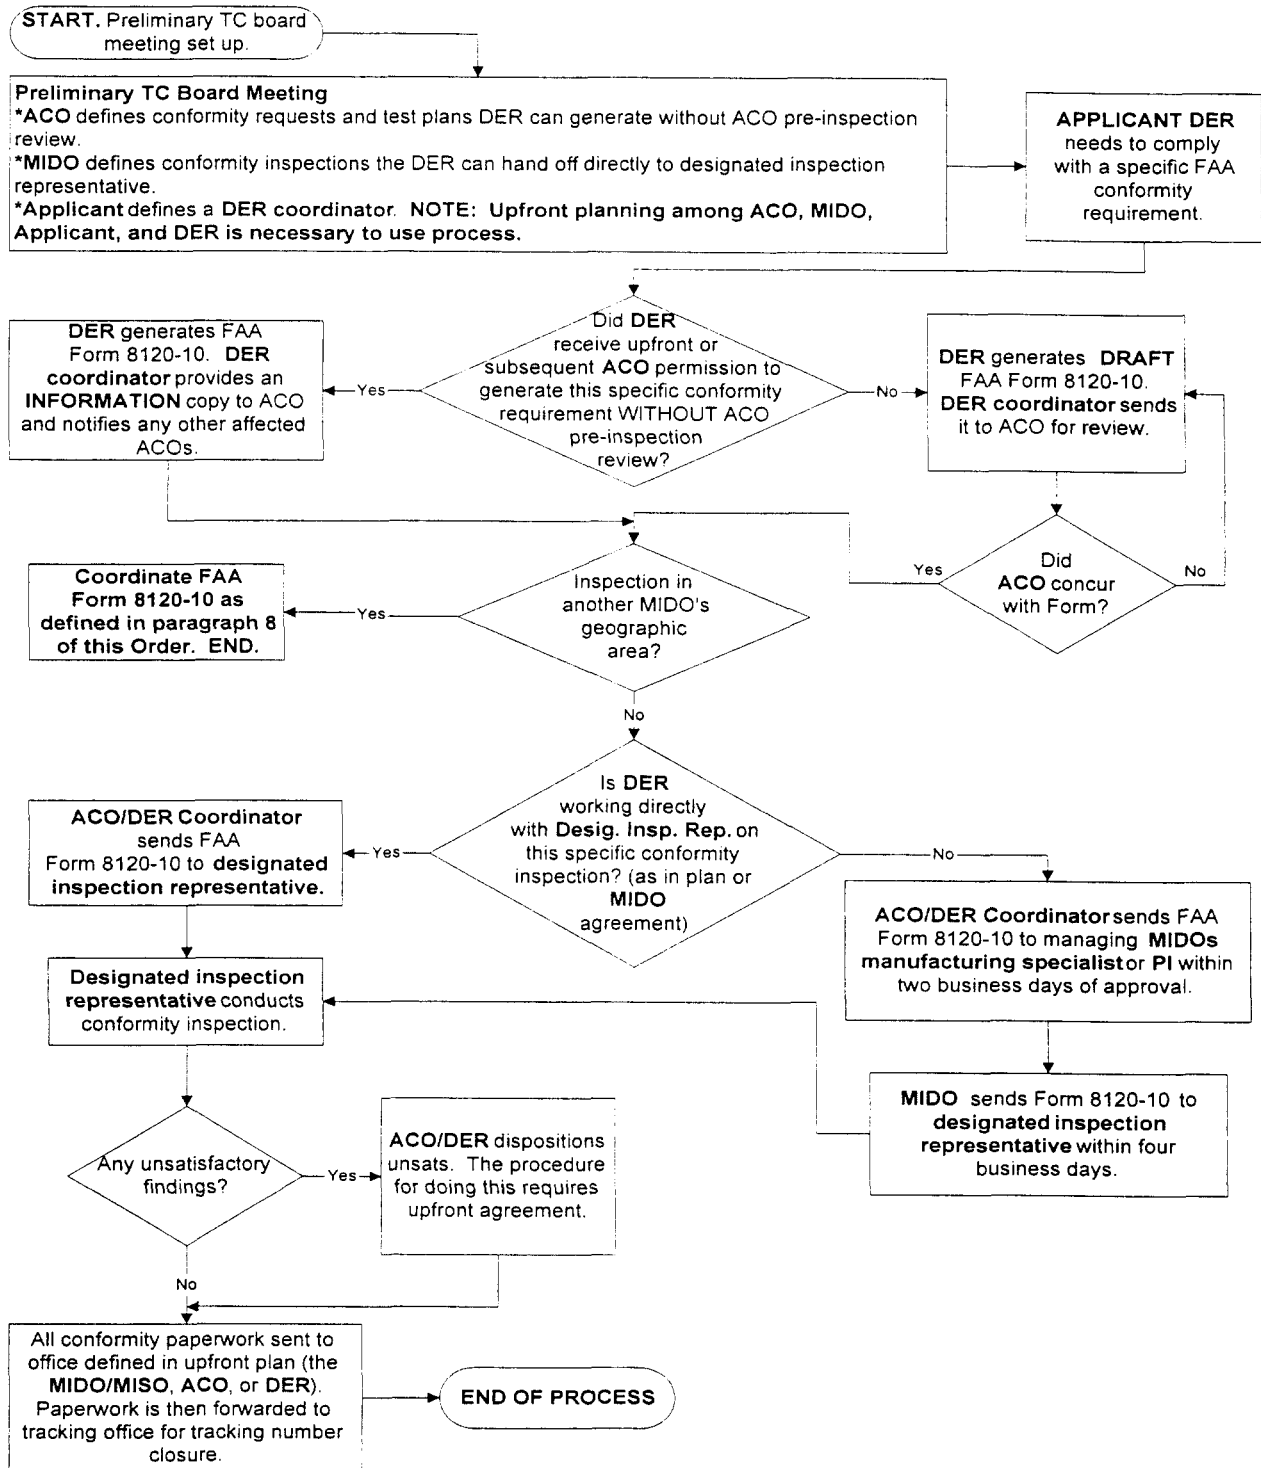 START. Preliminary TC board
meeting set up.
Preliminary TC Board Meeting
*ACO defines conformity requests and test plans DER can generate without ACO pre-inspection
review.
*MIDO defines conformity inspections the DER can hand off directly to designated inspection
representative.
*Applicant defines a DER coordinator. NOTE: Upfront planning among ACO, MIDO,
Applicant, and DER is necessary to use process.
APPLICANT DER
needs to comply
with a specific FAA
conformity
requirement.
DER generates FAA
Form 8120-10. DER
coordinator provides an
INFORMATION copy to ACO
and notifies any other affected
ACOs.
Yes
Did DER
receive upfront or
subsequent ACO permission to
generate this specific conformity
requirement WITHOUT ACO
pre-inspection
review?
No
DER generates DRAFT
FAA Form 8120-10.
DER coordinator sends
it to ACO for review.
Coordinate FAA
Form 8120-10 as
defined in paragraph 8
of this Order. END.
Yes
Inspection in
another MIDO's
geographic
area?
Yes
Did
ACO concur
with Form?
No
No
ACO/DER Coordinator
sends FAA
Form 8120-10 to designated
inspection representative.
Yes
Is DER
working directly
with Desig. Insp. Rep. on
this specific conformity
inspection? (as in plan or
MIDO
agreement)
No
ACO/DER Coordinator sends FAA
Form 8120-10 to managing MIDOs
manufacturing specialist or PI within
two business days of approval.
Designated inspection
representative conducts
conformity inspection.
MIDO sends Form 8120-10 to
designated inspection
representative within four
business days.
Any unsatisfactory
findings?
Yes
ACO/DER dispositions
unsats. The procedure
for doing this requires
upfront agreement.
No
All conformity paperwork sent to
office defined in upfront plan (the
MIDO/MISO, ACO, or DER).
Paperwork is then forwarded to
tracking office for tracking number
closure.
END OF PROCESS